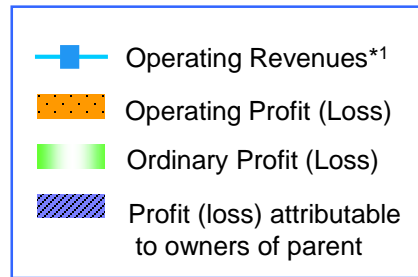 Operating Revenues*1
Operating Profit (Loss)
Ordinary Profit (Loss)
Profit (loss) attributable
to owners of parent